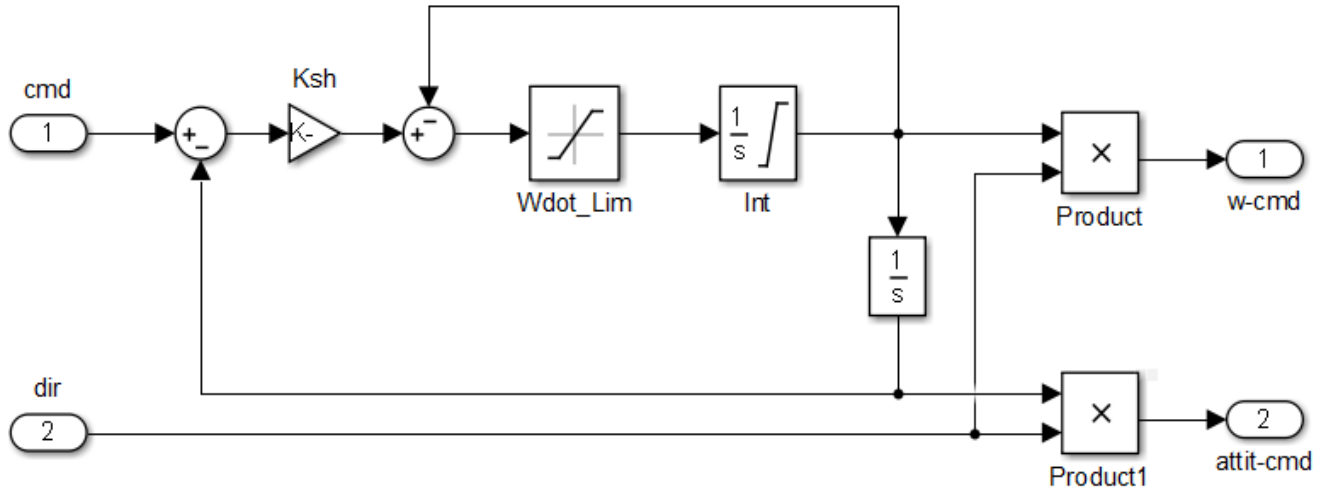 cmd
1
+
−
Ksh
K-
−
+
Wdot_Lim
1
s
Int
×
Product
1
w-cmd
1
s
dir
2
×
Product1
2
attit-cmd